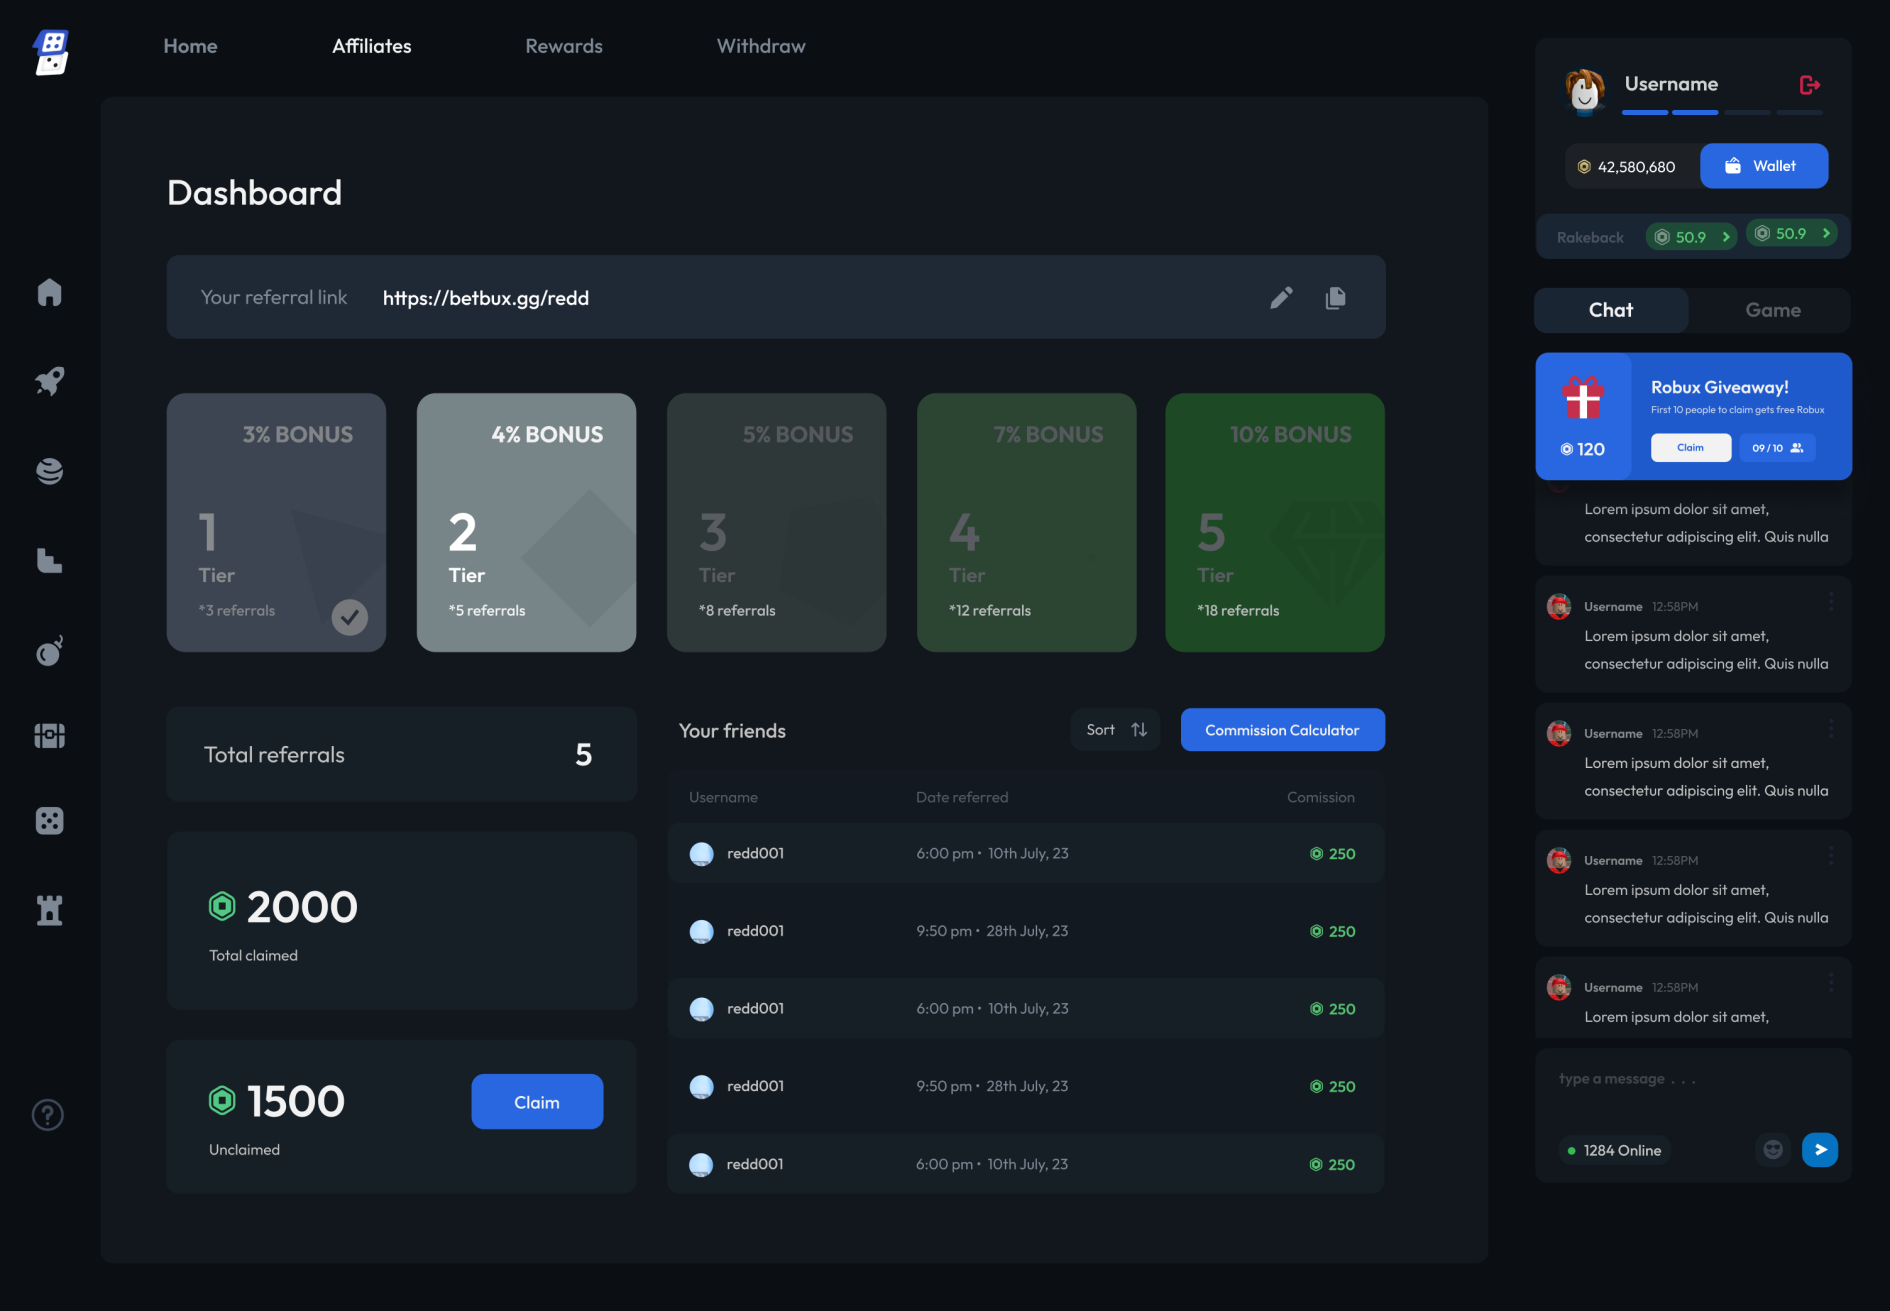 Home
Affiliates
Rewards
Withdraw
Dashboard
Your referral link
https://betbux.gg/redd
3% BONUS
1
Tier
*3 referrals
4% BONUS
2
Tier
*5 referrals
5% BONUS
3
Tier
*8 referrals
7% BONUS
4
Tier
*12 referrals
10% BONUS
5
Tier
*18 referrals
Total referrals
5
2000
Total claimed
1500
Unclaimed
Claim
Your friends
Sort
Commission Calculator
Username
Date referred
Comission
redd001
6:00 pm • 10th July, 23
250
redd001
9:50 pm • 28th July, 23
250
redd001
6:00 pm • 10th July, 23
250
redd001
9:50 pm • 28th July, 23
250
redd001
6:00 pm • 10th July, 23
250
Username
42,580,680
Wallet
Rakeback
50.9
50.9
Chat
Game
120
Robux Giveaway!
First 10 people to claim gets free Robux
Claim
09 / 10
Lorem ipsum dolor sit amet,
consectetur adipiscing elit. Quis nulla
Username 12:58PM
Lorem ipsum dolor sit amet,
consectetur adipiscing elit. Quis nulla
Username 12:58PM
Lorem ipsum dolor sit amet,
consectetur adipiscing elit. Quis nulla
Username 12:58PM
Lorem ipsum dolor sit amet,
consectetur adipiscing elit. Quis nulla
Username 12:58PM
Lorem ipsum dolor sit amet,
type a message . . .
1284 Online